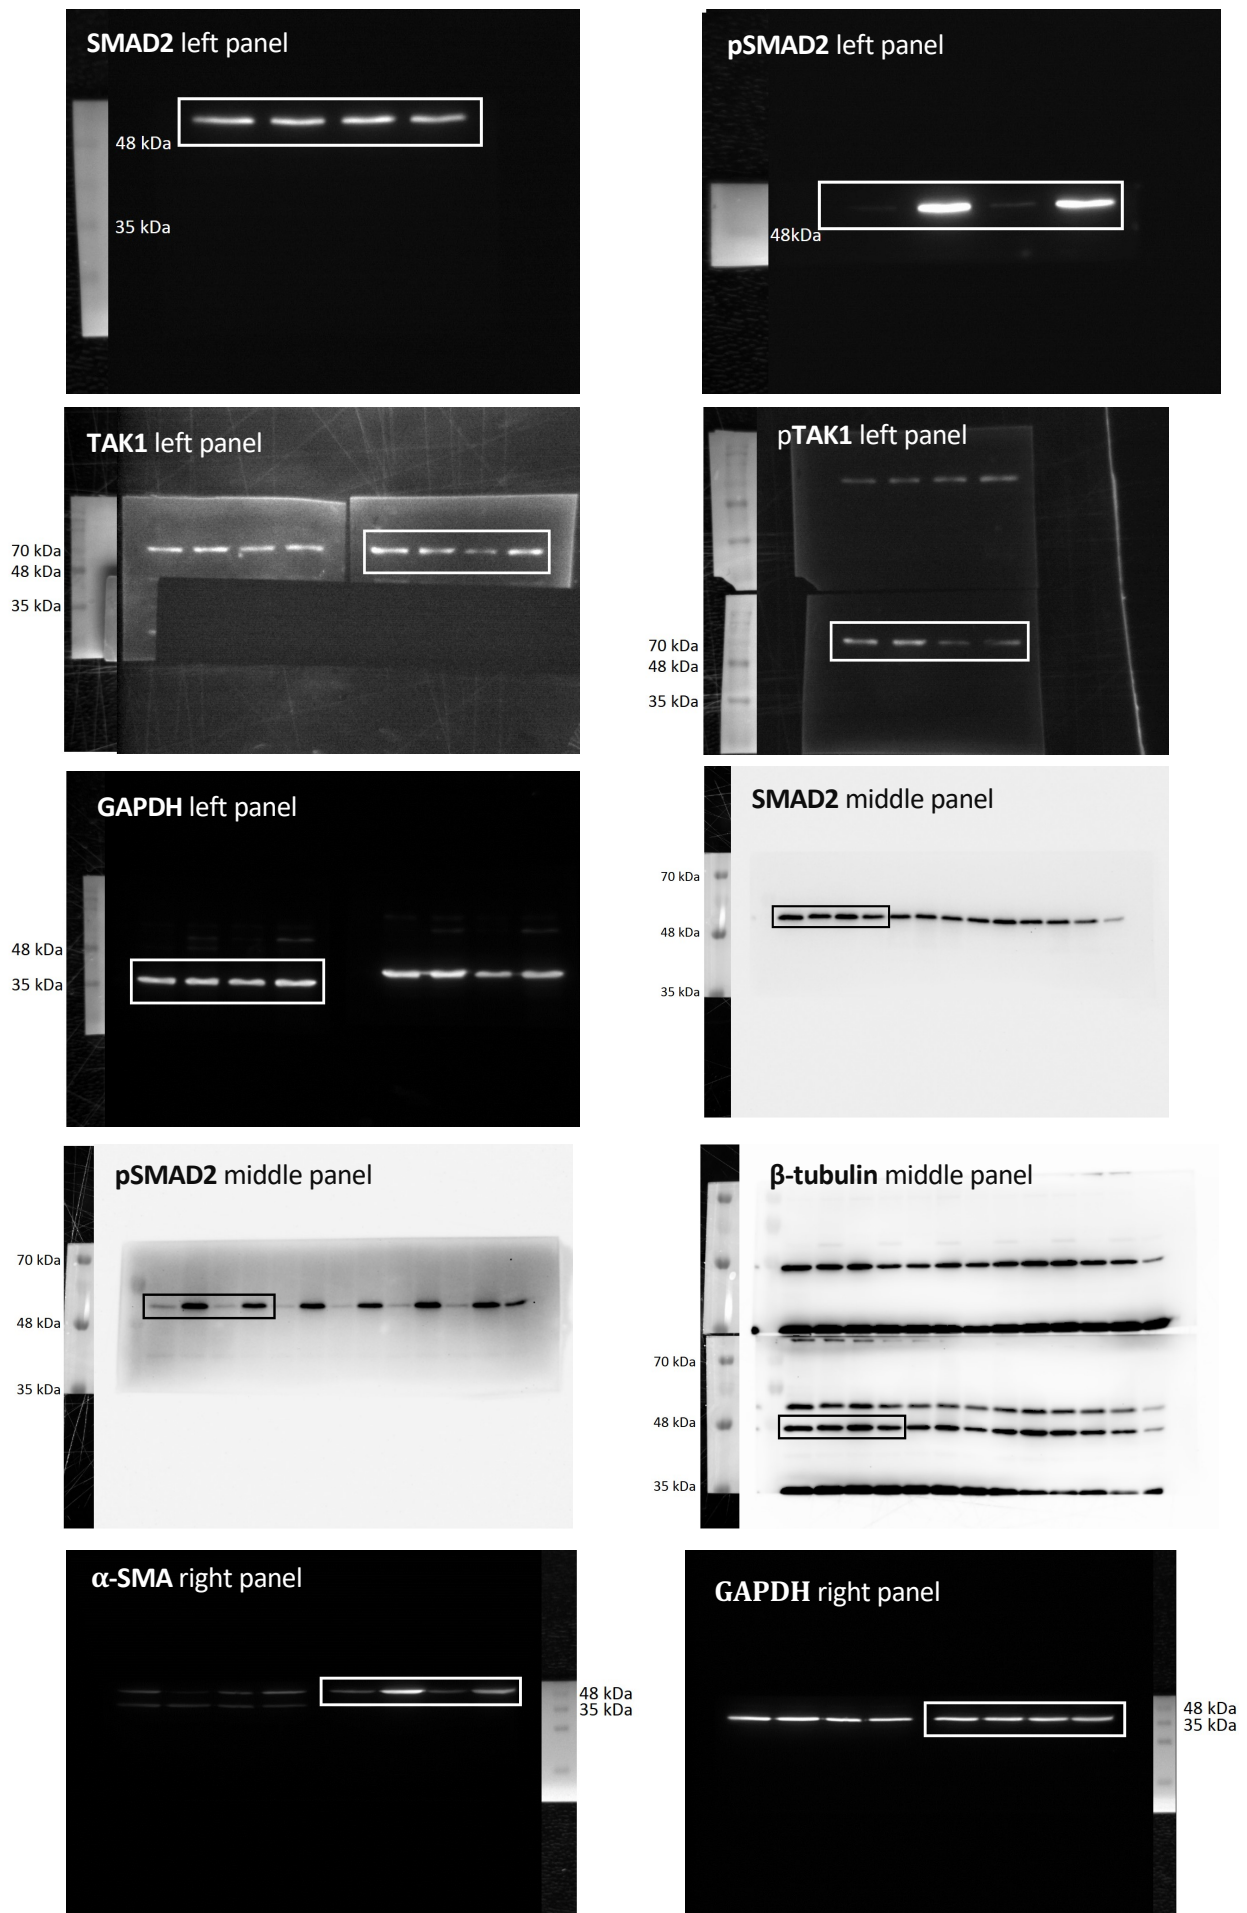 SMAD2 left panel
48 kDa
35 kDa
pSMAD2 left panel
48kDa
TAK1 left panel
70 kDa
48 kDa
35 kDa
pTAK1 left panel
70 kDa
48 kDa
35 kDa
GAPDH left panel
48 kDa
35 kDa
SMAD2 middle panel
70 kDa
48 kDa
35 kDa
pSMAD2 middle panel
70 kDa
48 kDa
35 kDa
β-tubulin middle panel
70 kDa
48 kDa
35 kDa
α-SMA right panel
48 kDa
35 kDa
GAPDH right panel
48 kDa
35 kDa